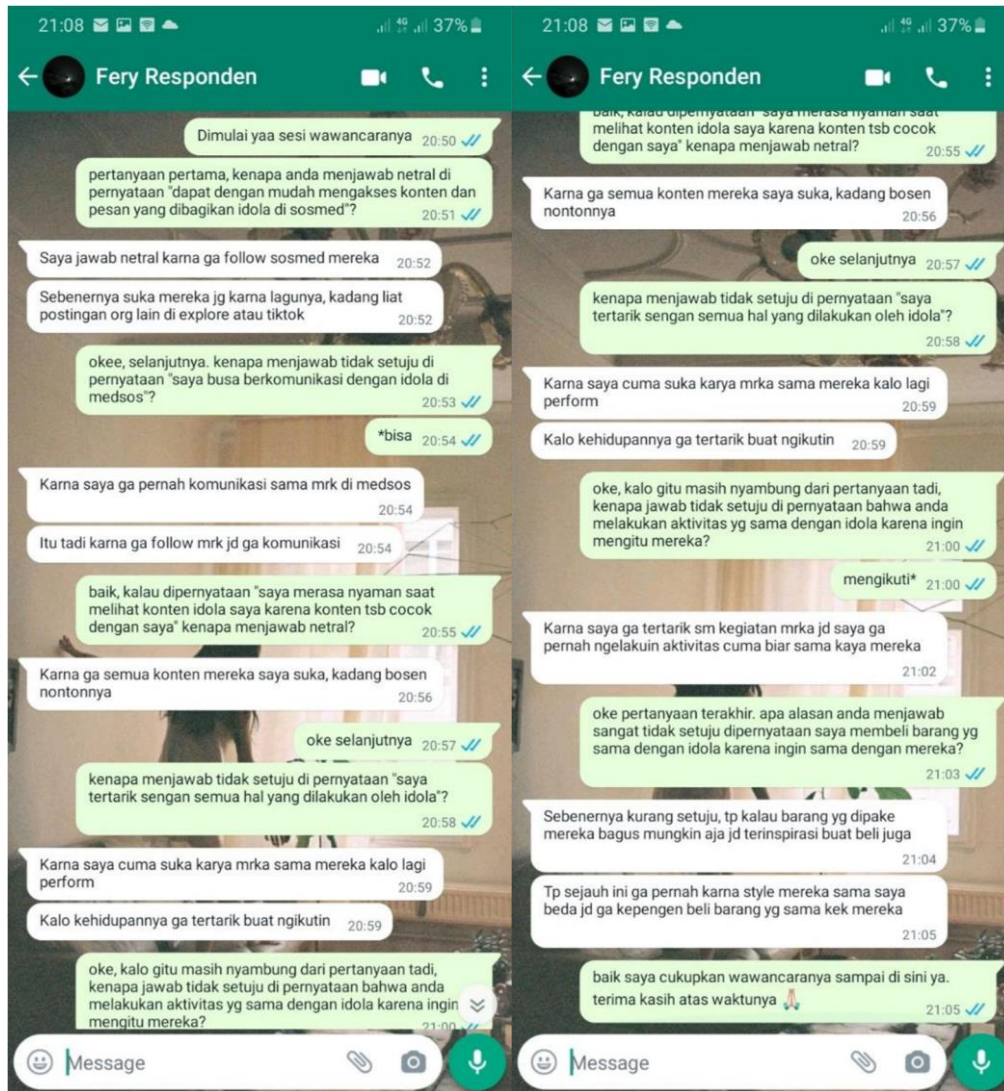 21:08
4G
37%
Fery Responden
Dimulai yaa sesi wawancaranya
20:50
pertanyaan pertama, kenapa anda menjawab netral di
pernyataan "dapat dengan mudah mengakses konten dan
pesan yang dibagikan idola di sosmed"?
20:51
Saya jawab netral karna ga follow sosmed mereka
20:52
Sebenernya suka mereka jg karna lagunya, kadang liat
postingan org lain di explore atau tiktok
20:52
okee, selanjutnya. kenapa menjawab tidak setuju di
pernyataan "saya busa berkomunikasi dengan idola di
medsos"?
20:53
*bisa
20:54
Karna saya ga pernah komunikasi sama mrk di medsos
20:54
Itu tadi karna ga follow mrk jd ga komunikasi
20:54
baik, kalau dipernyataan "saya merasa nyaman saat
melihat konten idola saya karena konten tsb cocok
dengan saya" kenapa menjawab netral?
20:55
Karna ga semua konten mereka saya suka, kadang bosen
nontonnya
20:56
oke selanjutnya
20:57
kenapa menjawab tidak setuju di pernyataan "saya
tertarik sengan semua hal yang dilakukan oleh idola"?
20:58
Karna saya cuma suka karya mrka sama mereka kalo lagi
perform
20:59
Kalo kehidupannya ga tertarik buat ngikutin
20:59
oke, kalo gitu masih nyambung dari pertanyaan tadi,
kenapa jawab tidak setuju di pernyataan bahwa anda
melakukan aktivitas yg sama dengan idola karena ingin
mengitu mereka?
21:00
Message
21:08
4G
37%
Fery Responden
baik, kalau dipernyataan "saya merasa nyaman saat
melihat konten idola saya karena konten tsb cocok
dengan saya" kenapa menjawab netral?
20:55
Karna ga semua konten mereka saya suka, kadang bosen
nontonnya
20:56
oke selanjutnya
20:57
kenapa menjawab tidak setuju di pernyataan "saya
tertarik sengan semua hal yang dilakukan oleh idola"?
20:58
Karna saya cuma suka karya mrka sama mereka kalo lagi
perform
20:59
Kalo kehidupannya ga tertarik buat ngikutin
20:59
oke, kalo gitu masih nyambung dari pertanyaan tadi,
kenapa jawab tidak setuju di pernyataan bahwa anda
melakukan aktivitas yg sama dengan idola karena ingin
mengitu mereka?
21:00
mengikuti*
21:00
Karna saya ga tertarik sm kegiatan mrka jd saya ga
pernah ngelakuin aktivitas cuma biar sama kaya mereka
21:02
oke pertanyaan terakhir. apa alasan anda menjawab
sangat tidak setuju dipernyataan saya membeli barang yg
sama dengan idola karena ingin sama dengan mereka?
21:03
Sebenernya kurang setuju, tp kalau barang yg dipake
mereka bagus mungkin aja jd terinspirasi buat beli juga
21:04
Tp sejauh ini ga pernah karna style mereka sama saya
beda jd ga kepengen beli barang yg sama kek mereka
21:05
baik saya cukupkan wawancaranya sampai di sini ya.
terima kasih atas waktunya 🙏🏻
21:05
Message